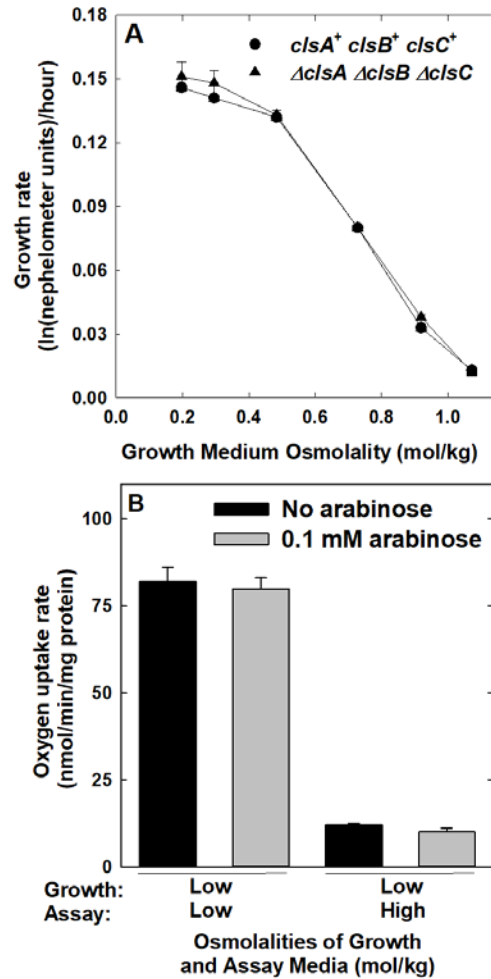 A
clsA+ clsB+ clsC+
ΔclsA ΔclsB ΔclsC
Growth rate
(ln(nephelometer units)/hour)
0.18
0.15
0.12
0.09
0.06
0.03
0.00
0.0 0.2 0.4 0.6 0.8 1.0
Growth Medium Osmolality (mol/kg)
B
No arabinose
0.1 mM arabinose
Oxygen uptake rate
(nmol/min/mg protein)
100
75
50
25
0
Growth: Low Low
Assay: Low High
Osmolalities of Growth
and Assay Media (mol/kg)